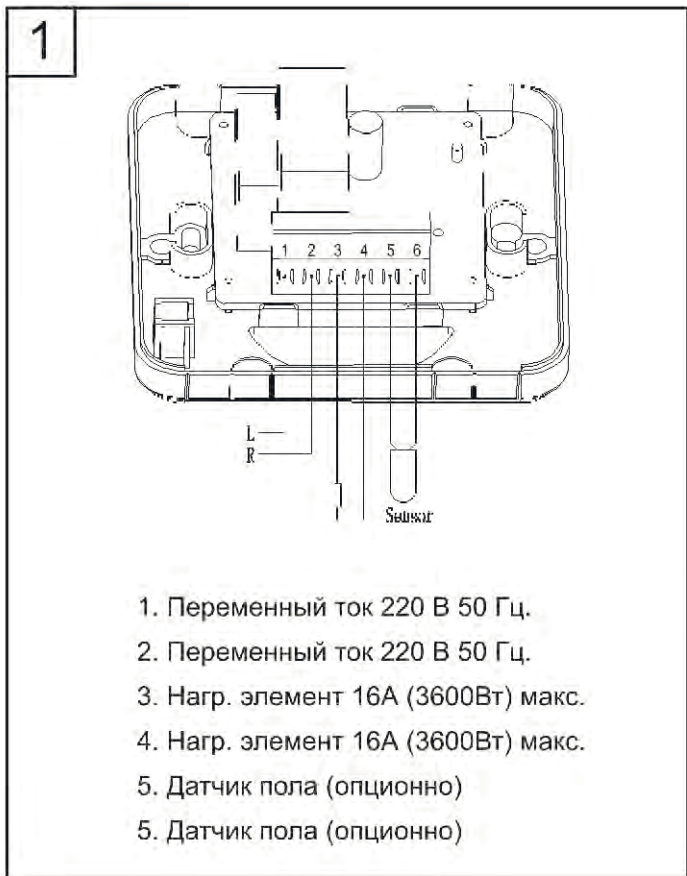 1
1 2 3 4 5 6
L
R
Sensor
1. Переменный ток 220 В 50 Гц.
2. Переменный ток 220 В 50 Гц.
3. Нагр. элемент 16А (3600Вт) макс.
4. Нагр. элемент 16А (3600Вт) макс.
5. Датчик пола (опционно)
5. Датчик пола (опционно)